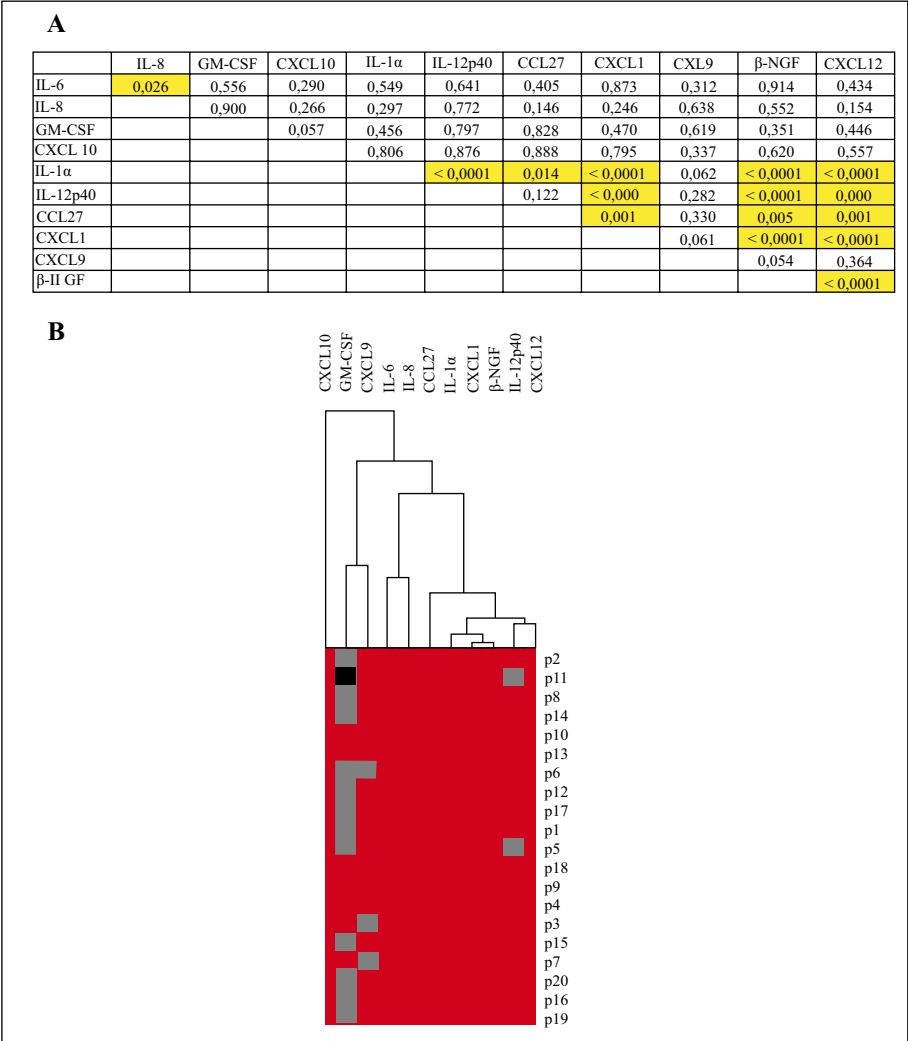 A
IL-8 GM-CSF CXCL10 IL-1α IL-12p40 CCL27 CXCL1 CXL9 β-NGF CXCL12
IL-6 0,026 0,556 0,290 0,549 0,641 0,405 0,873 0,312 0,914 0,434
IL-8 0,900 0,266 0,297 0,772 0,146 0,246 0,638 0,552 0,154
GM-CSF 0,057 0,456 0,797 0,828 0,470 0,619 0,351 0,446
CXCL 10 0,806 0,876 0,888 0,795 0,337 0,620 0,557
IL-1α < 0,0001 0,014 < 0,0001 0,062 < 0,0001 < 0,0001
IL-12p40 0,122 < 0,000 0,282 < 0,0001 0,000
CCL27 0,001 0,330 0,005 0,001
CXCL1 0,061 < 0,0001 < 0,0001
CXCL9 0,054 0,364
β-II GF < 0,0001
B
CXCL10
GM-CSF
CXCL9
IL-6
IL-8
CCL27
IL-1α
CXCL1
β-NGF
IL-12p40
CXCL12
p2
p11
p8
p14
p10
p13
p6
p12
p17
p1
p5
p18
p9
p4
p3
p15
p7
p20
p16
p19